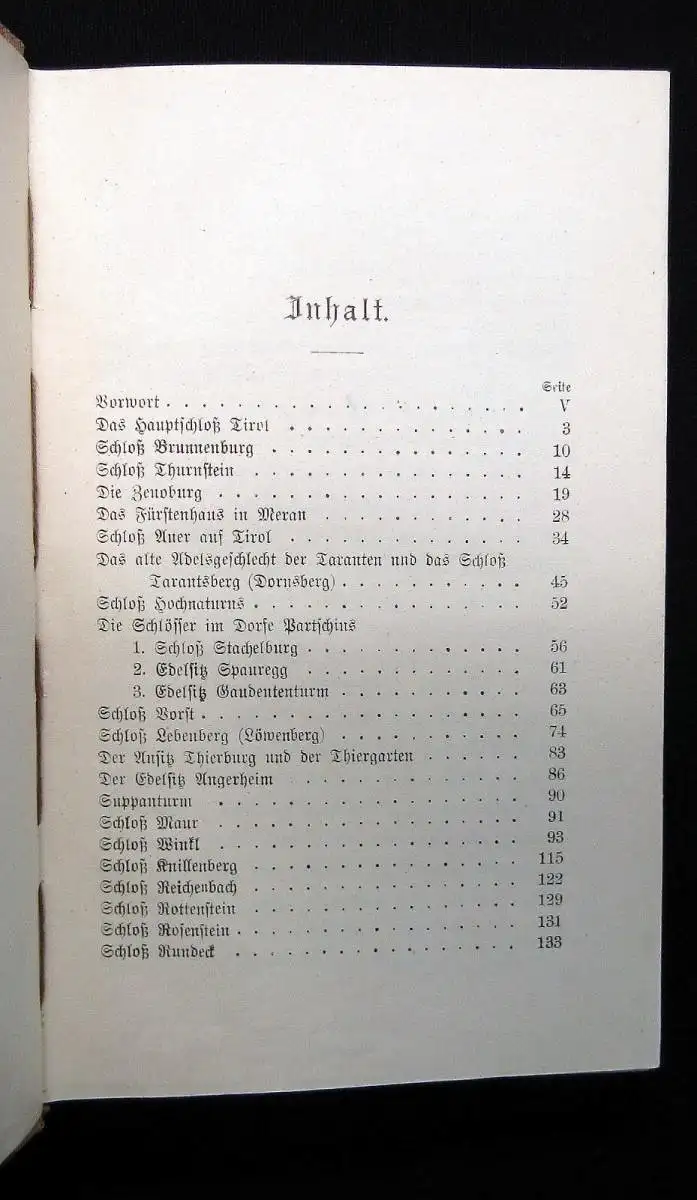 Inhalt.
Seite
Vorwort . . . . . . . . . . . . . . . . . V
Das Hauptschloß Tirol . . . . . . . . . . . . 3
Schloß Brunnenburg . . . . . . . . . . . . 10
Schloß Thurnstein . . . . . . . . . . . . . 14
Die Zenoburg . . . . . . . . . . . . . . 19
Das Fürstenhaus in Meran . . . . . . . . . . 28
Schloß Auer auf Tirol . . . . . . . . . . . . 34
Das alte Adelsgeschlecht der Taranten und das Schloß
Tarantsberg (Dornsberg) . . . . . . . . . 45
Schloß Hochnaturns . . . . . . . . . . . . . 52
Die Schlösser im Dorfe Partschins
1. Schloß Stachelburg . . . . . . . . . . . 56
2. Edelsitz Spauregg . . . . . . . . . . . 61
3. Edelsitz Gaudententurm . . . . . . . . . 63
Schloß Vorst . . . . . . . . . . . . . . . 65
Schloß Lebenberg (Löwenberg) . . . . . . . . . 74
Der Ansitz Thierburg und der Thiergarten . . . . . 83
Der Edelsitz Angerheim . . . . . . . . . . . 86
Suppanturm . . . . . . . . . . . . . . 90
Schloß Maur . . . . . . . . . . . . . . 91
Schloß Winkl . . . . . . . . . . . . . . 93
Schloß Knillenberg . . . . . . . . . . . . 115
Schloß Reichenbach . . . . . . . . . . . . 122
Schloß Rottenstein . . . . . . . . . . . . 129
Schloß Rosenstein . . . . . . . . . . . . . 131
Schloß Rundeck . . . . . . . . . . . . . 133